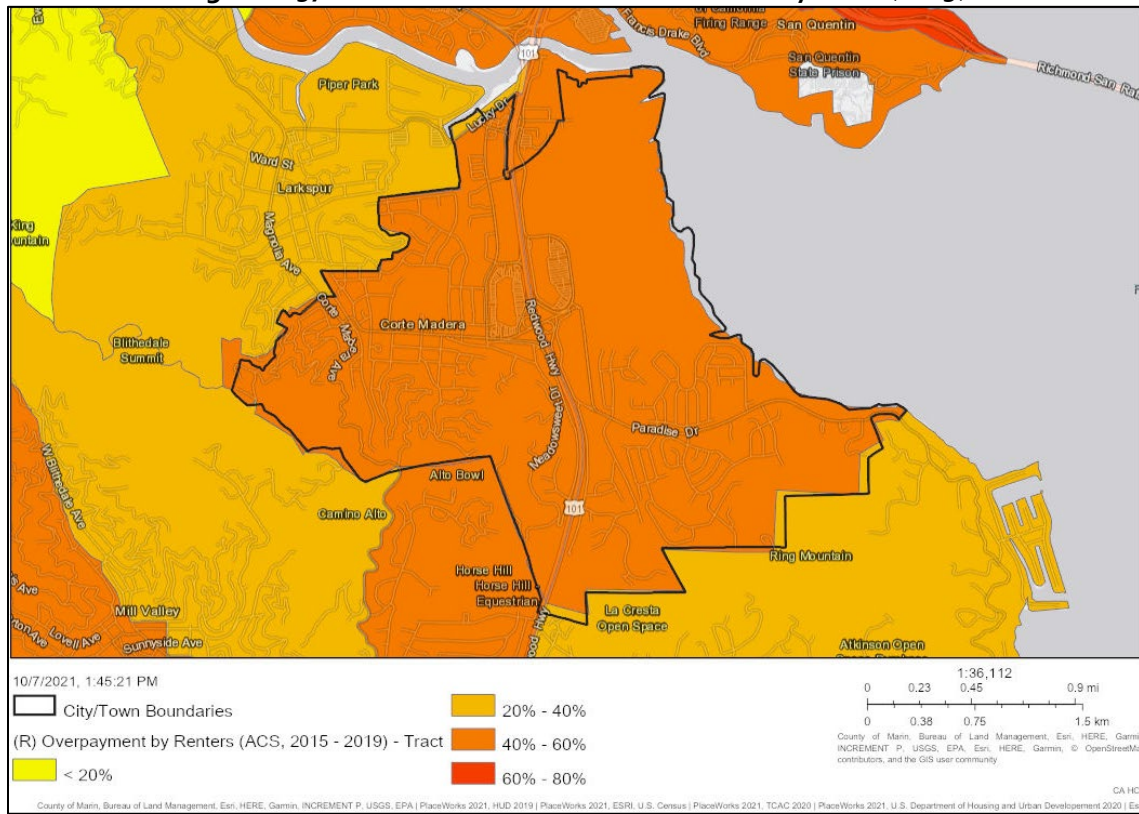 101
Francis Drake Blvd
Firing Range
San Quentin
San Quentin
State Prison
Richmond-San Raf
Piper Park
Lucky Dr
Ward St
Larkspur
King
Magnolia Ave
Corte Madera
Corte Madera Ave
Redwood Hwy
Blithedale
Summit
Meadowsweet Dr
Paradise Dr
W Blithedale Ave
Alto Bowl
101
Camino Alto
Ring Mountain
Horse Hill
Horse Hill
Equestrian
Mill Valley
La Cresta
Open Space
Lovell Ave
Sunnyside Ave
Atkinson Open
10/7/2021, 1:45:21 PM
City/Town Boundaries
(R) Overpayment by Renters (ACS, 2015 - 2019) - Tract
< 20%
20% - 40%
40% - 60%
60% - 80%
1:36,112
0 0.23 0.45 0.9 mi
0 0.38 0.75 1.5 km
County of Marin, Bureau of Land Management, Esri, HERE, Garmin,
INCREMENT P, USGS, EPA, Esri, HERE, Garmin, © OpenStreetMa
contributors, and the GIS user community
CA HC
County of Marin, Bureau of Land Management, Esri, HERE, Garmin, INCREMENT P, USGS, EPA | PlaceWorks 2021, HUD 2019 | PlaceWorks 2021, ESRI, U.S. Census | PlaceWorks 2021, TCAC 2020 | PlaceWorks 2021, U.S. Department of Housing and Urban Developement 2020 | Es